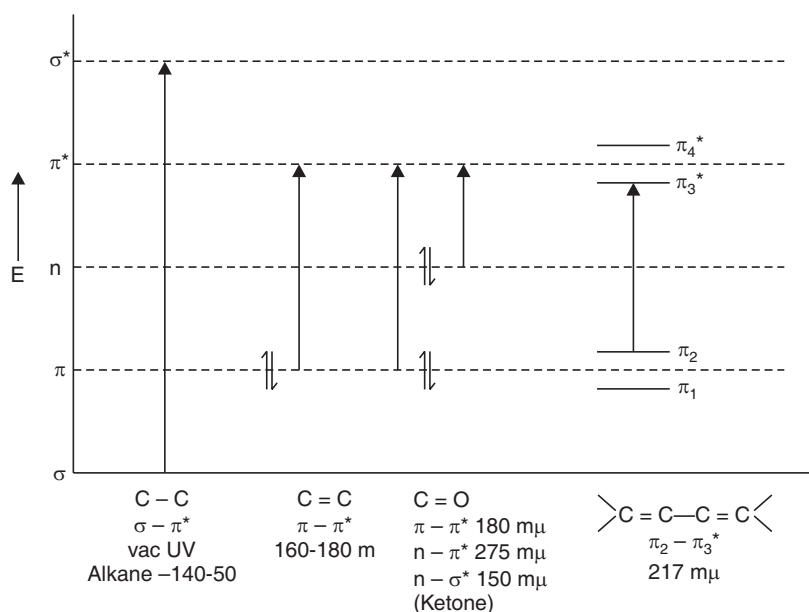 σ*
π*
E
n
π
σ
π₄*
π₃*
π₂
π₁
C – C
σ – π*
vac UV
Alkane –140-50
C = C
π – π*
160-180 m
C = O
π – π* 180 mμ
n – π* 275 mμ
n – σ* 150 mμ
(Ketone)
C = C—C = C
π₂ – π₃*
217 mμ